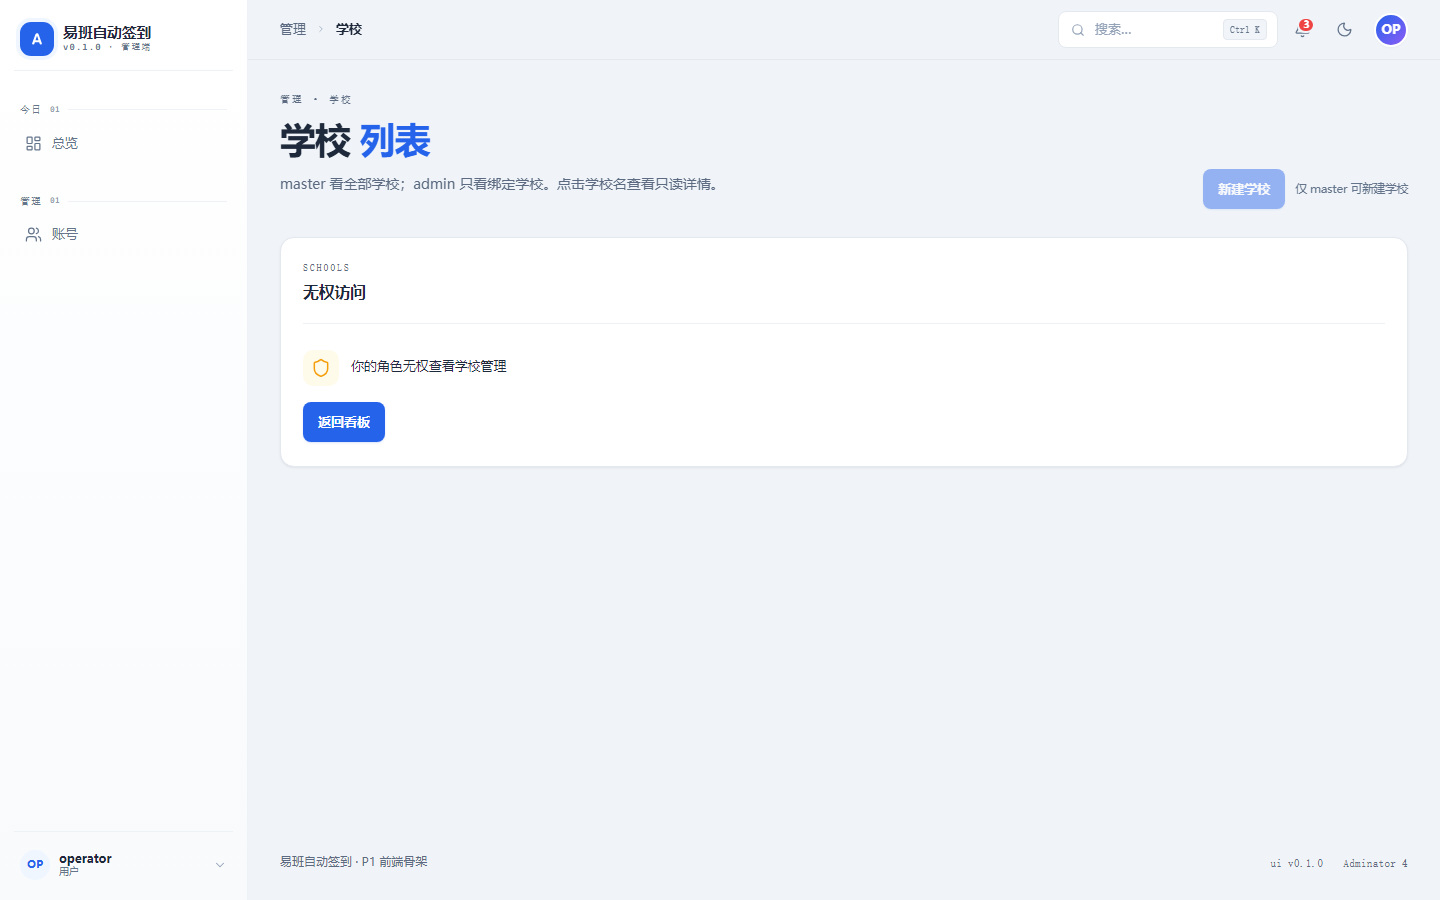 A
易班自动签到
v0.1.0 · 管理端
今日 01
总览
管理 01
账号
OP
operator
用户
管理 > 学校
搜索...
Ctrl K
3
OP
管理 • 学校
学校 列表
master 看全部学校；admin 只看绑定学校。点击学校名查看只读详情。
新建学校
仅 master 可新建学校
SCHOOLS
无权访问
你的角色无权查看学校管理
返回看板
易班自动签到 · P1 前端骨架
ui v0.1.0
Adminator 4